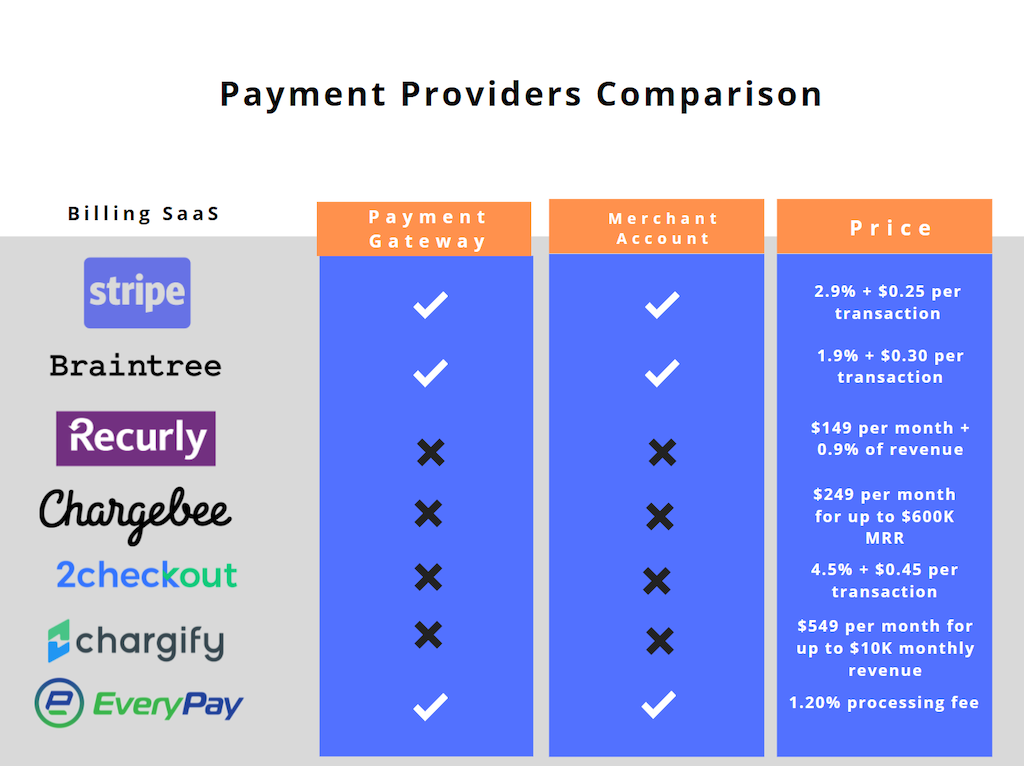 Payment Providers Comparison
Billing SaaS
Payment
Gateway
Merchant
Account
Price
stripe
2.9% + $0.25 per
transaction
Braintree
1.9% + $0.30 per
transaction
Recurly
$149 per month +
0.9% of revenue
Chargebee
$249 per month
for up to $600K
MRR
2checkout
4.5% + $0.45 per
transaction
chargify
$549 per month for
up to $10K monthly
revenue
EveryPay
1.20% processing fee